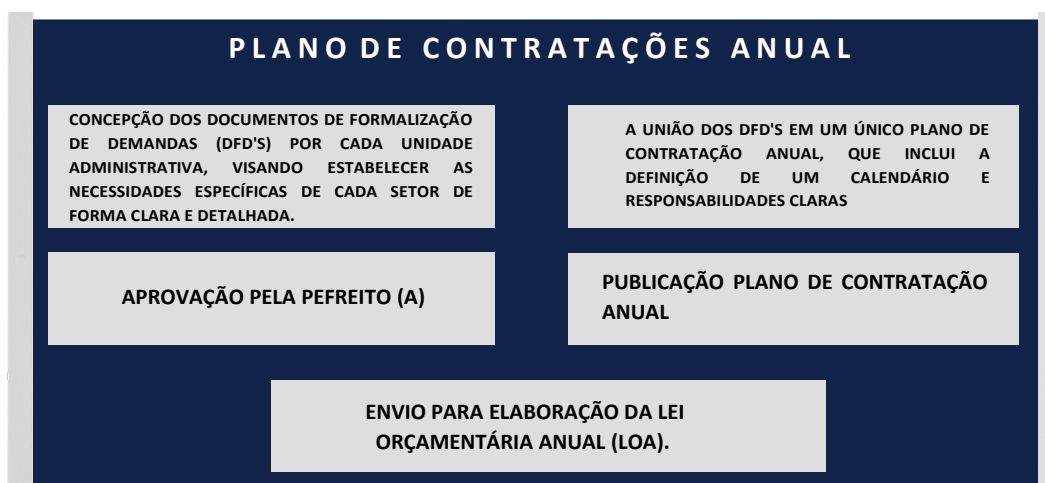 PLANO DE CONTRATAÇÕES ANUAL
CONCEPÇÃO DOS DOCUMENTOS DE FORMALIZAÇÃO
DE DEMANDAS (DFD'S) POR CADA UNIDADE
ADMINISTRATIVA, VISANDO ESTABELECER AS
NECESSIDADES ESPECÍFICAS DE CADA SETOR DE
FORMA CLARA E DETALHADA.
A UNIÃO DOS DFD'S EM UM ÚNICO PLANO DE
CONTRATAÇÃO ANUAL, QUE INCLUI A
DEFINIÇÃO DE UM CALENDÁRIO E
RESPONSABILIDADES CLARAS
APROVAÇÃO PELA PEFREITO (A)
PUBLICAÇÃO PLANO DE CONTRATAÇÃO
ANUAL
ENVIO PARA ELABORAÇÃO DA LEI
ORÇAMENTÁRIA ANUAL (LOA).